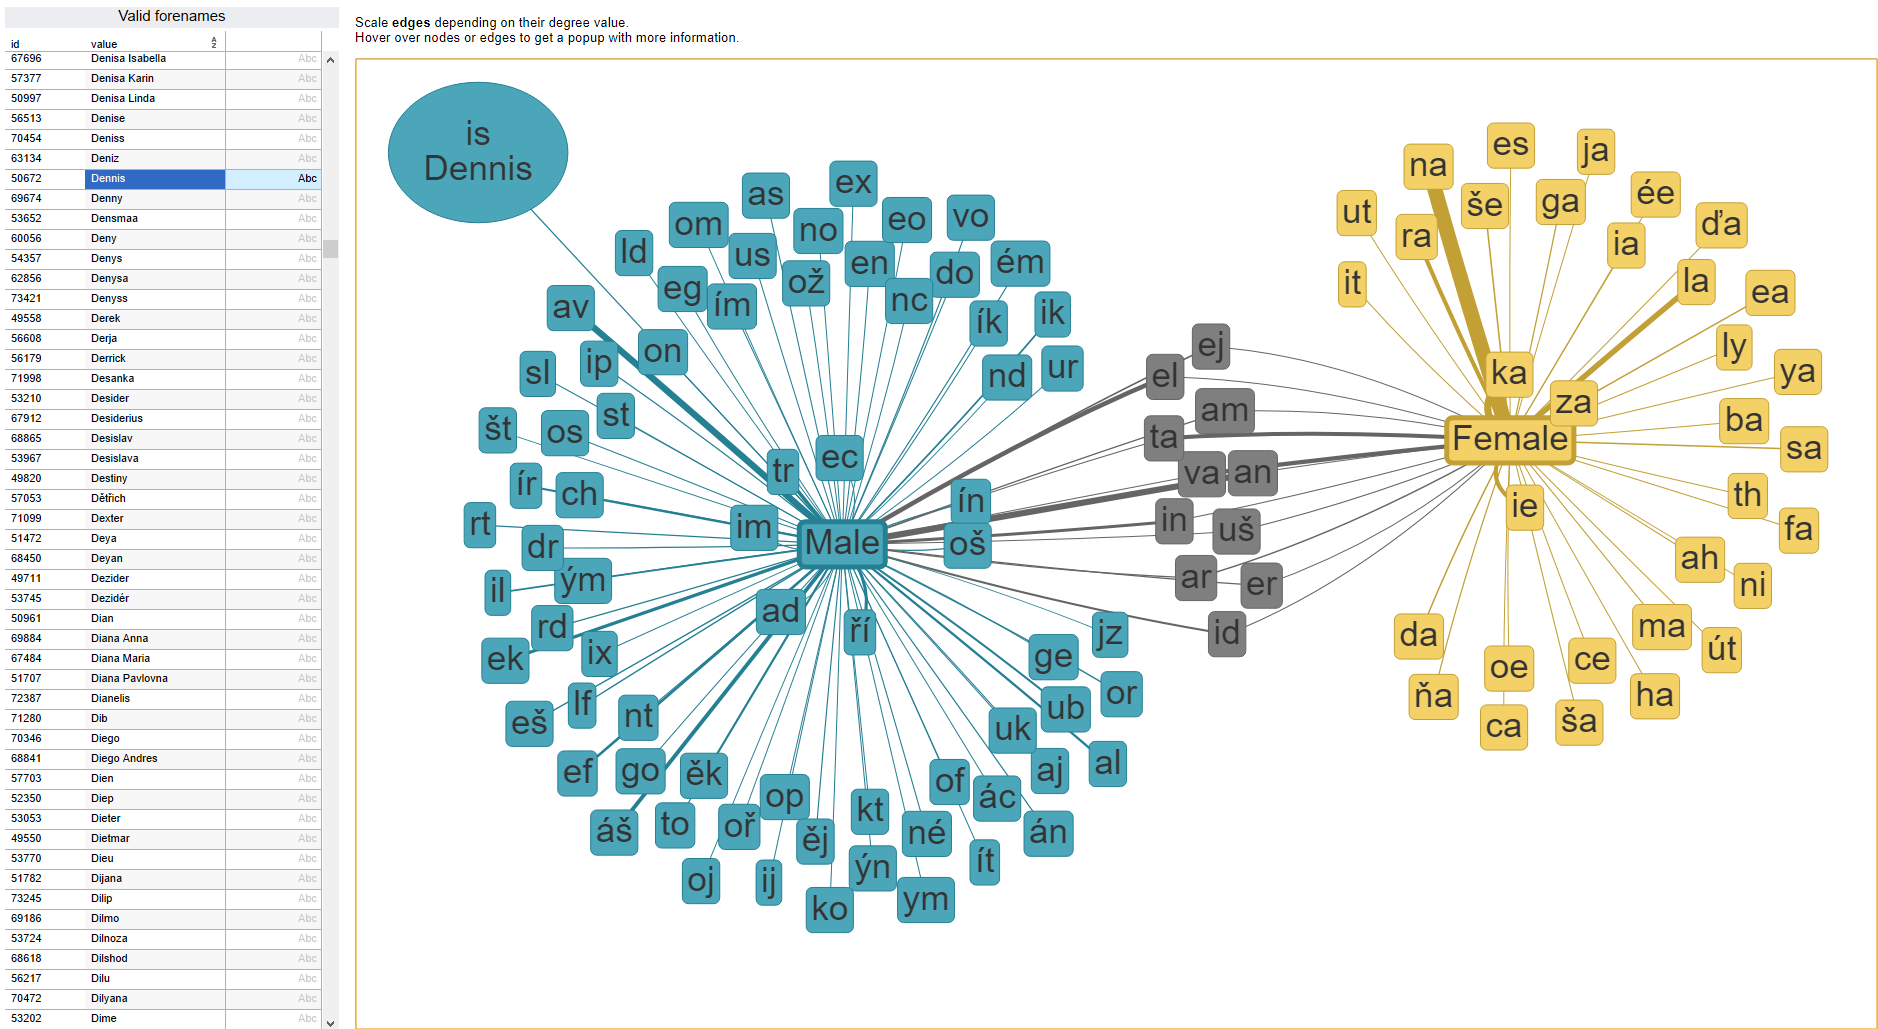 Valid forenames
id value
67696 Denisa Isabella Abc
57377 Denisa Karin Abc
50997 Denisa Linda Abc
56513 Denise Abc
70454 Deniss Abc
63134 Deniz Abc
50672 Dennis Abc
69674 Denny Abc
53652 Densmaa Abc
60056 Deny Abc
54357 Denys Abc
62856 Denysa Abc
73421 Denyss Abc
49558 Derek Abc
56608 Derja Abc
56179 Derrick Abc
71998 Desanka Abc
53210 Desider Abc
67912 Desiderius Abc
68865 Desislav Abc
53967 Desislava Abc
49820 Destiny Abc
57053 Dětřich Abc
71099 Dexter Abc
51472 Deya Abc
68450 Deyan Abc
49711 Dezider Abc
53745 Dezidér Abc
50961 Dian Abc
69884 Diana Anna Abc
67484 Diana Maria Abc
51707 Diana Pavlovna Abc
72387 Dianelis Abc
71280 Dib Abc
70346 Diego Abc
68841 Diego Andres Abc
57703 Dien Abc
52350 Diep Abc
53053 Dieter Abc
49550 Dietmar Abc
53770 Dieu Abc
51782 Dijana Abc
73245 Dilip Abc
69186 Dilmo Abc
53724 Dilnoza Abc
68618 Dilshod Abc
56217 Dilu Abc
70472 Dilyana Abc
53202 Dime Abc
Scale edges depending on their degree value.
Hover over nodes or edges to get a popup with more information.
is
Dennis
as
ex
om
no
eo
vo
ld
us
en
do
ém
eg
ím
ož
nc
av
ík
ik
on
ip
nd
ur
sl
st
št
os
ec
tr
ír
ch
ín
rt
im
Male
oš
dr
il
ým
ad
rd
ří
jz
ek
ix
ge
or
lf
eš
nt
ub
uk
ef
go
ěk
of
aj
al
op
ác
áš
to
oř
kt
né
án
ěj
oj
ij
ýn
ít
ko
ym
ej
el
am
ta
va
an
in
uš
ar
er
id
na
es
ja
ut
še
ga
ée
ra
ia
ďa
it
la
ea
ka
ly
ya
za
Female
ba
sa
ie
th
fa
ah
ni
da
ma
út
oe
ce
ňa
ha
ca
ša